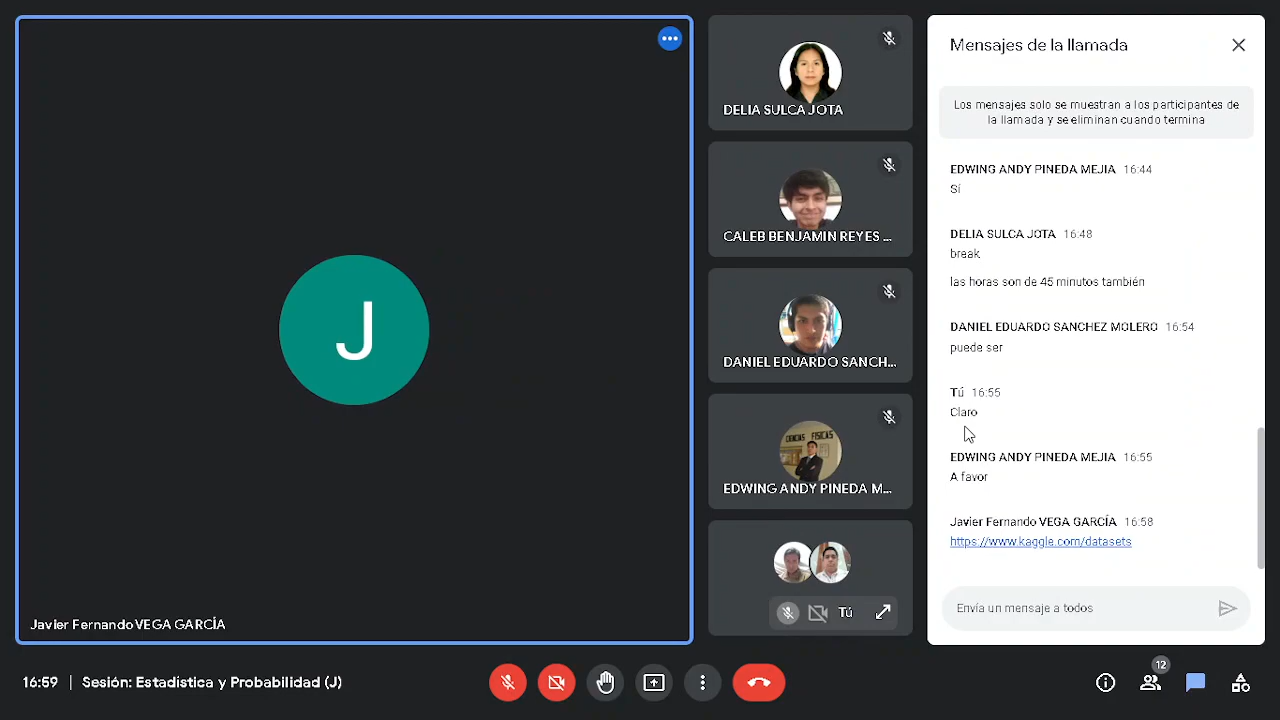 J
Javier Fernando VEGA GARCÍA
DELIA SULCA JOTA
CALEB BENJAMIN REYES ...
DANIEL EDUARDO SANCH...
CIENCIAS FISICAS
EDWING ANDY PINEDA M...
Tú
Mensajes de la llamada
Los mensajes solo se muestran a los participantes de
la llamada y se eliminan cuando termina
EDWING ANDY PINEDA MEJIA 16:44
Sí
DELIA SULCA JOTA 16:48
break
las horas son de 45 minutos también
DANIEL EDUARDO SANCHEZ MOLERO 16:54
puede ser
Tú 16:55
Claro
EDWING ANDY PINEDA MEJIA 16:55
A favor
Javier Fernando VEGA GARCÍA 16:58
https://www.kaggle.com/datasets
Envía un mensaje a todos
16:59 | Sesión: Estadistica y Probabilidad (J)
12